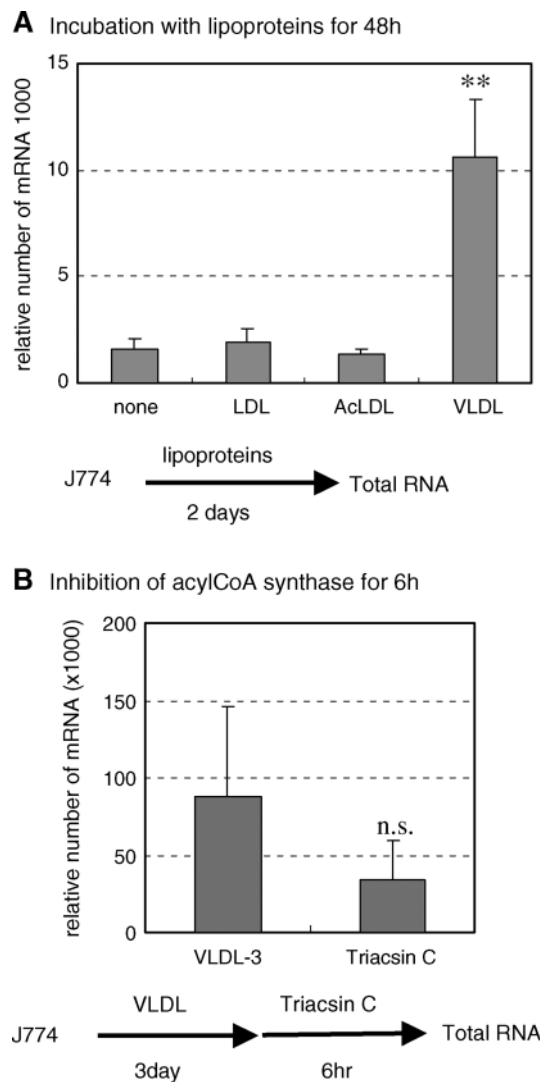 A Incubation with lipoproteins for 48h
relative number of mRNA 1000
15
**
10
5
0
none LDL AcLDL VLDL
lipoproteins
J774 Total RNA
2 days
B Inhibition of acylCoA synthase for 6h
relative number of mRNA (x1000)
200
150
100
n.s.
50
0
VLDL-3 Triacsin C
VLDL Triacsin C
J774 Total RNA
3day 6hr